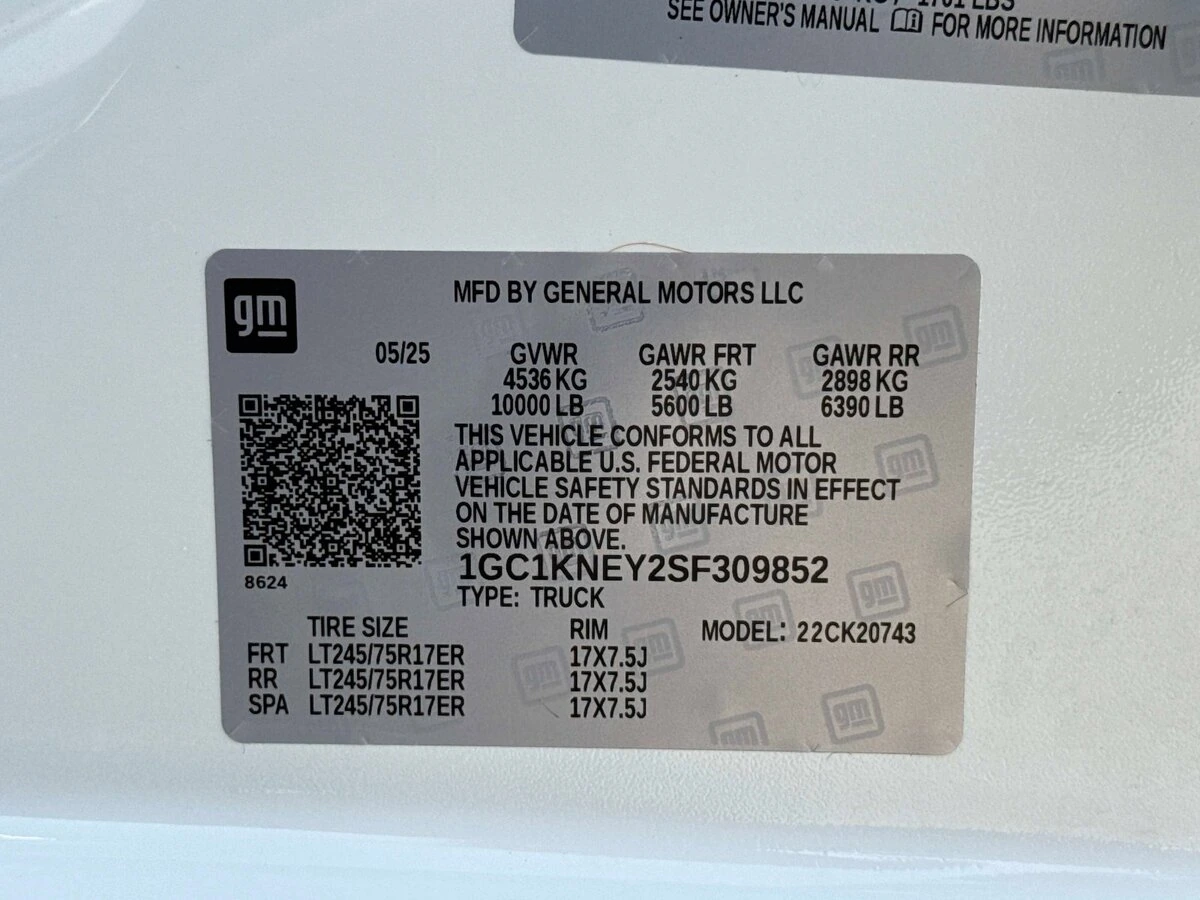 1701 LBS
SEE OWNER'S MANUAL FOR MORE INFORMATION
gm
MFD BY GENERAL MOTORS LLC
05/25 GVWR GAWR FRT GAWR RR
4536 KG 2540 KG 2898 KG
10000 LB 5600 LB 6390 LB
THIS VEHICLE CONFORMS TO ALL
APPLICABLE U.S. FEDERAL MOTOR
VEHICLE SAFETY STANDARDS IN EFFECT
ON THE DATE OF MANUFACTURE
SHOWN ABOVE.
8624
1GC1KNEY2SF309852
TYPE: TRUCK
TIRE SIZE RIM MODEL: 22CK20743
FRT LT245/75R17ER 17X7.5J
RR LT245/75R17ER 17X7.5J
SPA LT245/75R17ER 17X7.5J